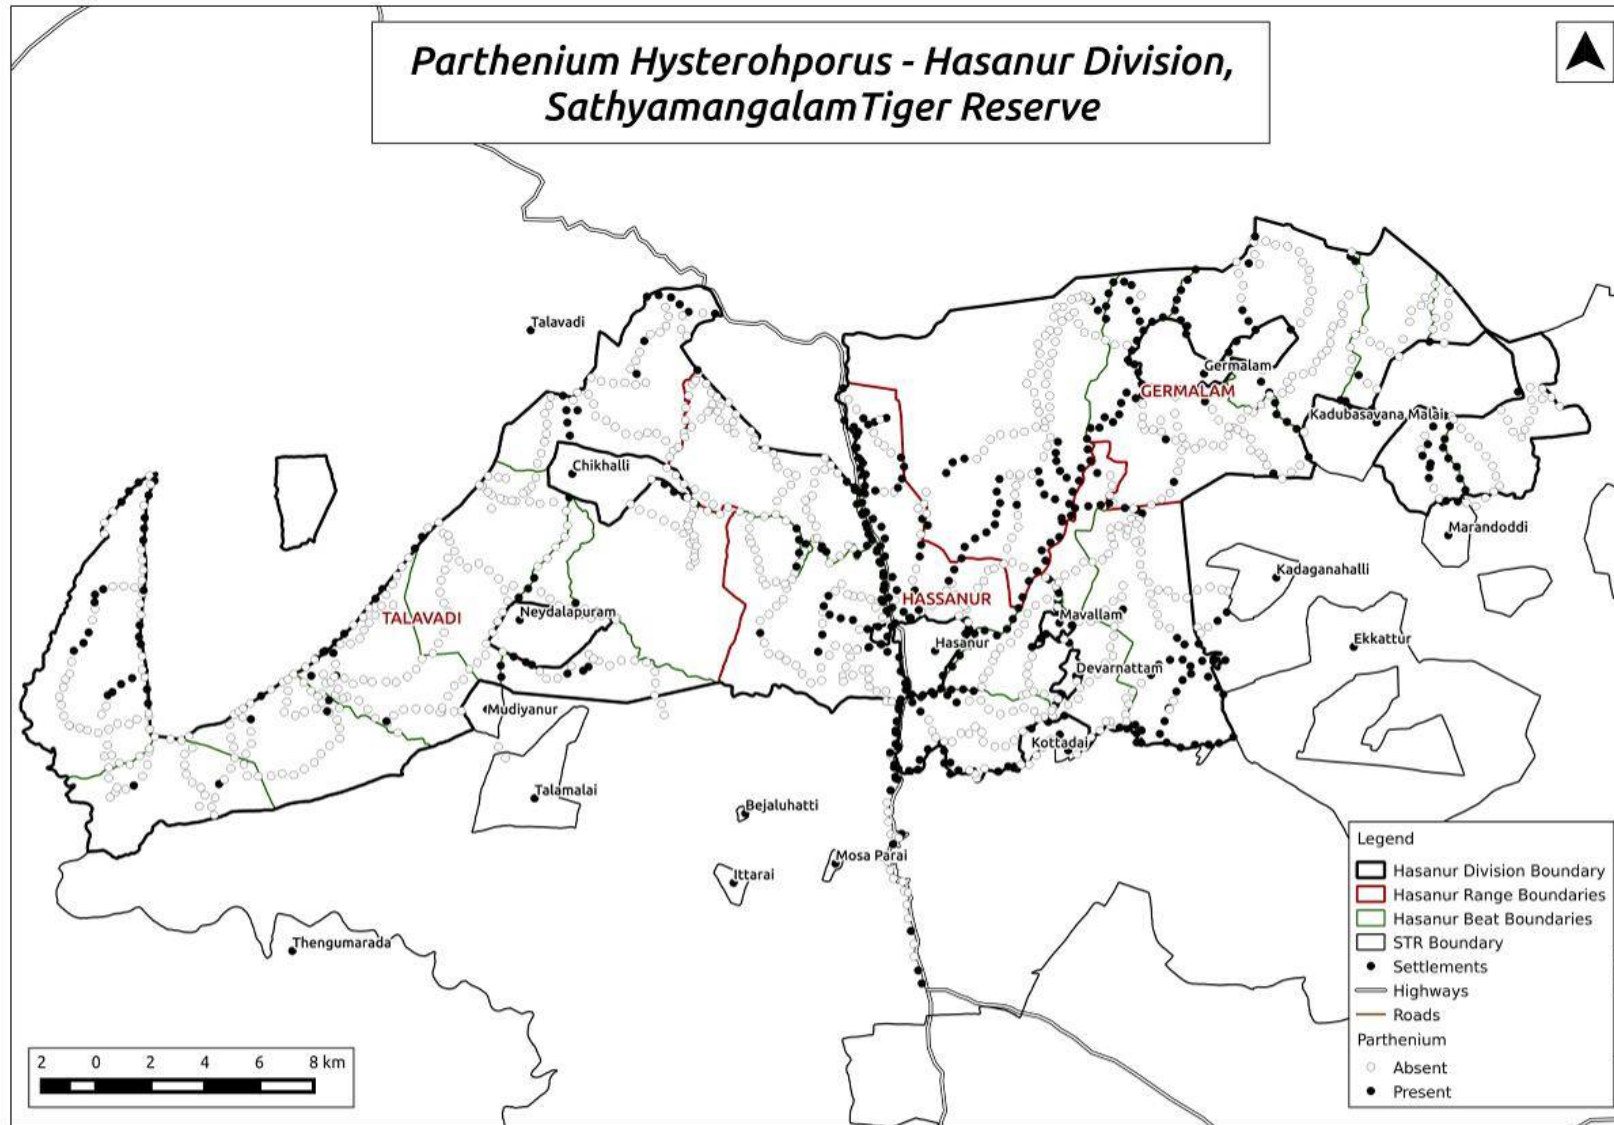 Parthenium Hysterohporus - Hasanur Division,
SathyamangalamTiger Reserve
Talavadi
Germalam
GERMALAM
Kadubasavana Malai
Chikhalli
Marandoddi
Kadaganahalli
HASSANUR
Neydalapuram
TALAVADI
Mavallam
Ekkattur
Hasanur
Devarnattam
Mudiyanur
Kottadai
Talamalai
Bejaluhatti
Mosa Parai
Ittarai
Thengumarada
Legend
Hasanur Division Boundary
Hasanur Range Boundaries
Hasanur Beat Boundaries
STR Boundary
Settlements
Highways
Roads
Parthenium
Absent
Present
2 0 2 4 6 8 km